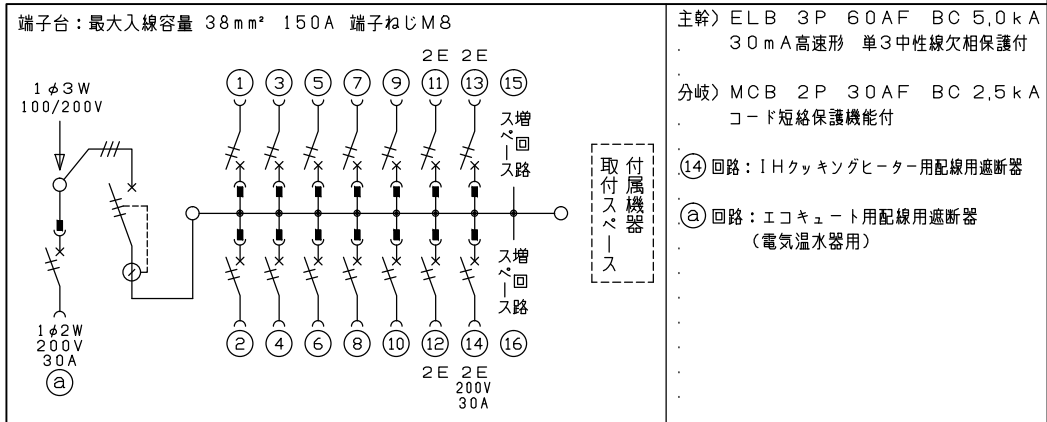 端子台：最大入線容量 38mm² 150A 端子ねじM8
1φ3W
100/200V
2E 2E
① ③ ⑤ ⑦ ⑨ ⑪ ⑬ ⑮
増回路
スペース
付属機器
取付スペース
増回路
スペース
1φ2W
200V
30A
ⓐ
② ④ ⑥ ⑧ ⑩ ⑫ ⑭ ⑯
2E 2E
200V
30A
主幹）ELB 3P 60AF BC 5,0kA
30mA高速形 単3中性線欠相保護付
分岐）MCB 2P 30AF BC 2,5kA
コード短絡保護機能付
⑭回路：IHクッキングヒーター用配線用遮断器
ⓐ回路：エコキュート用配線用遮断器
（電気温水器用）